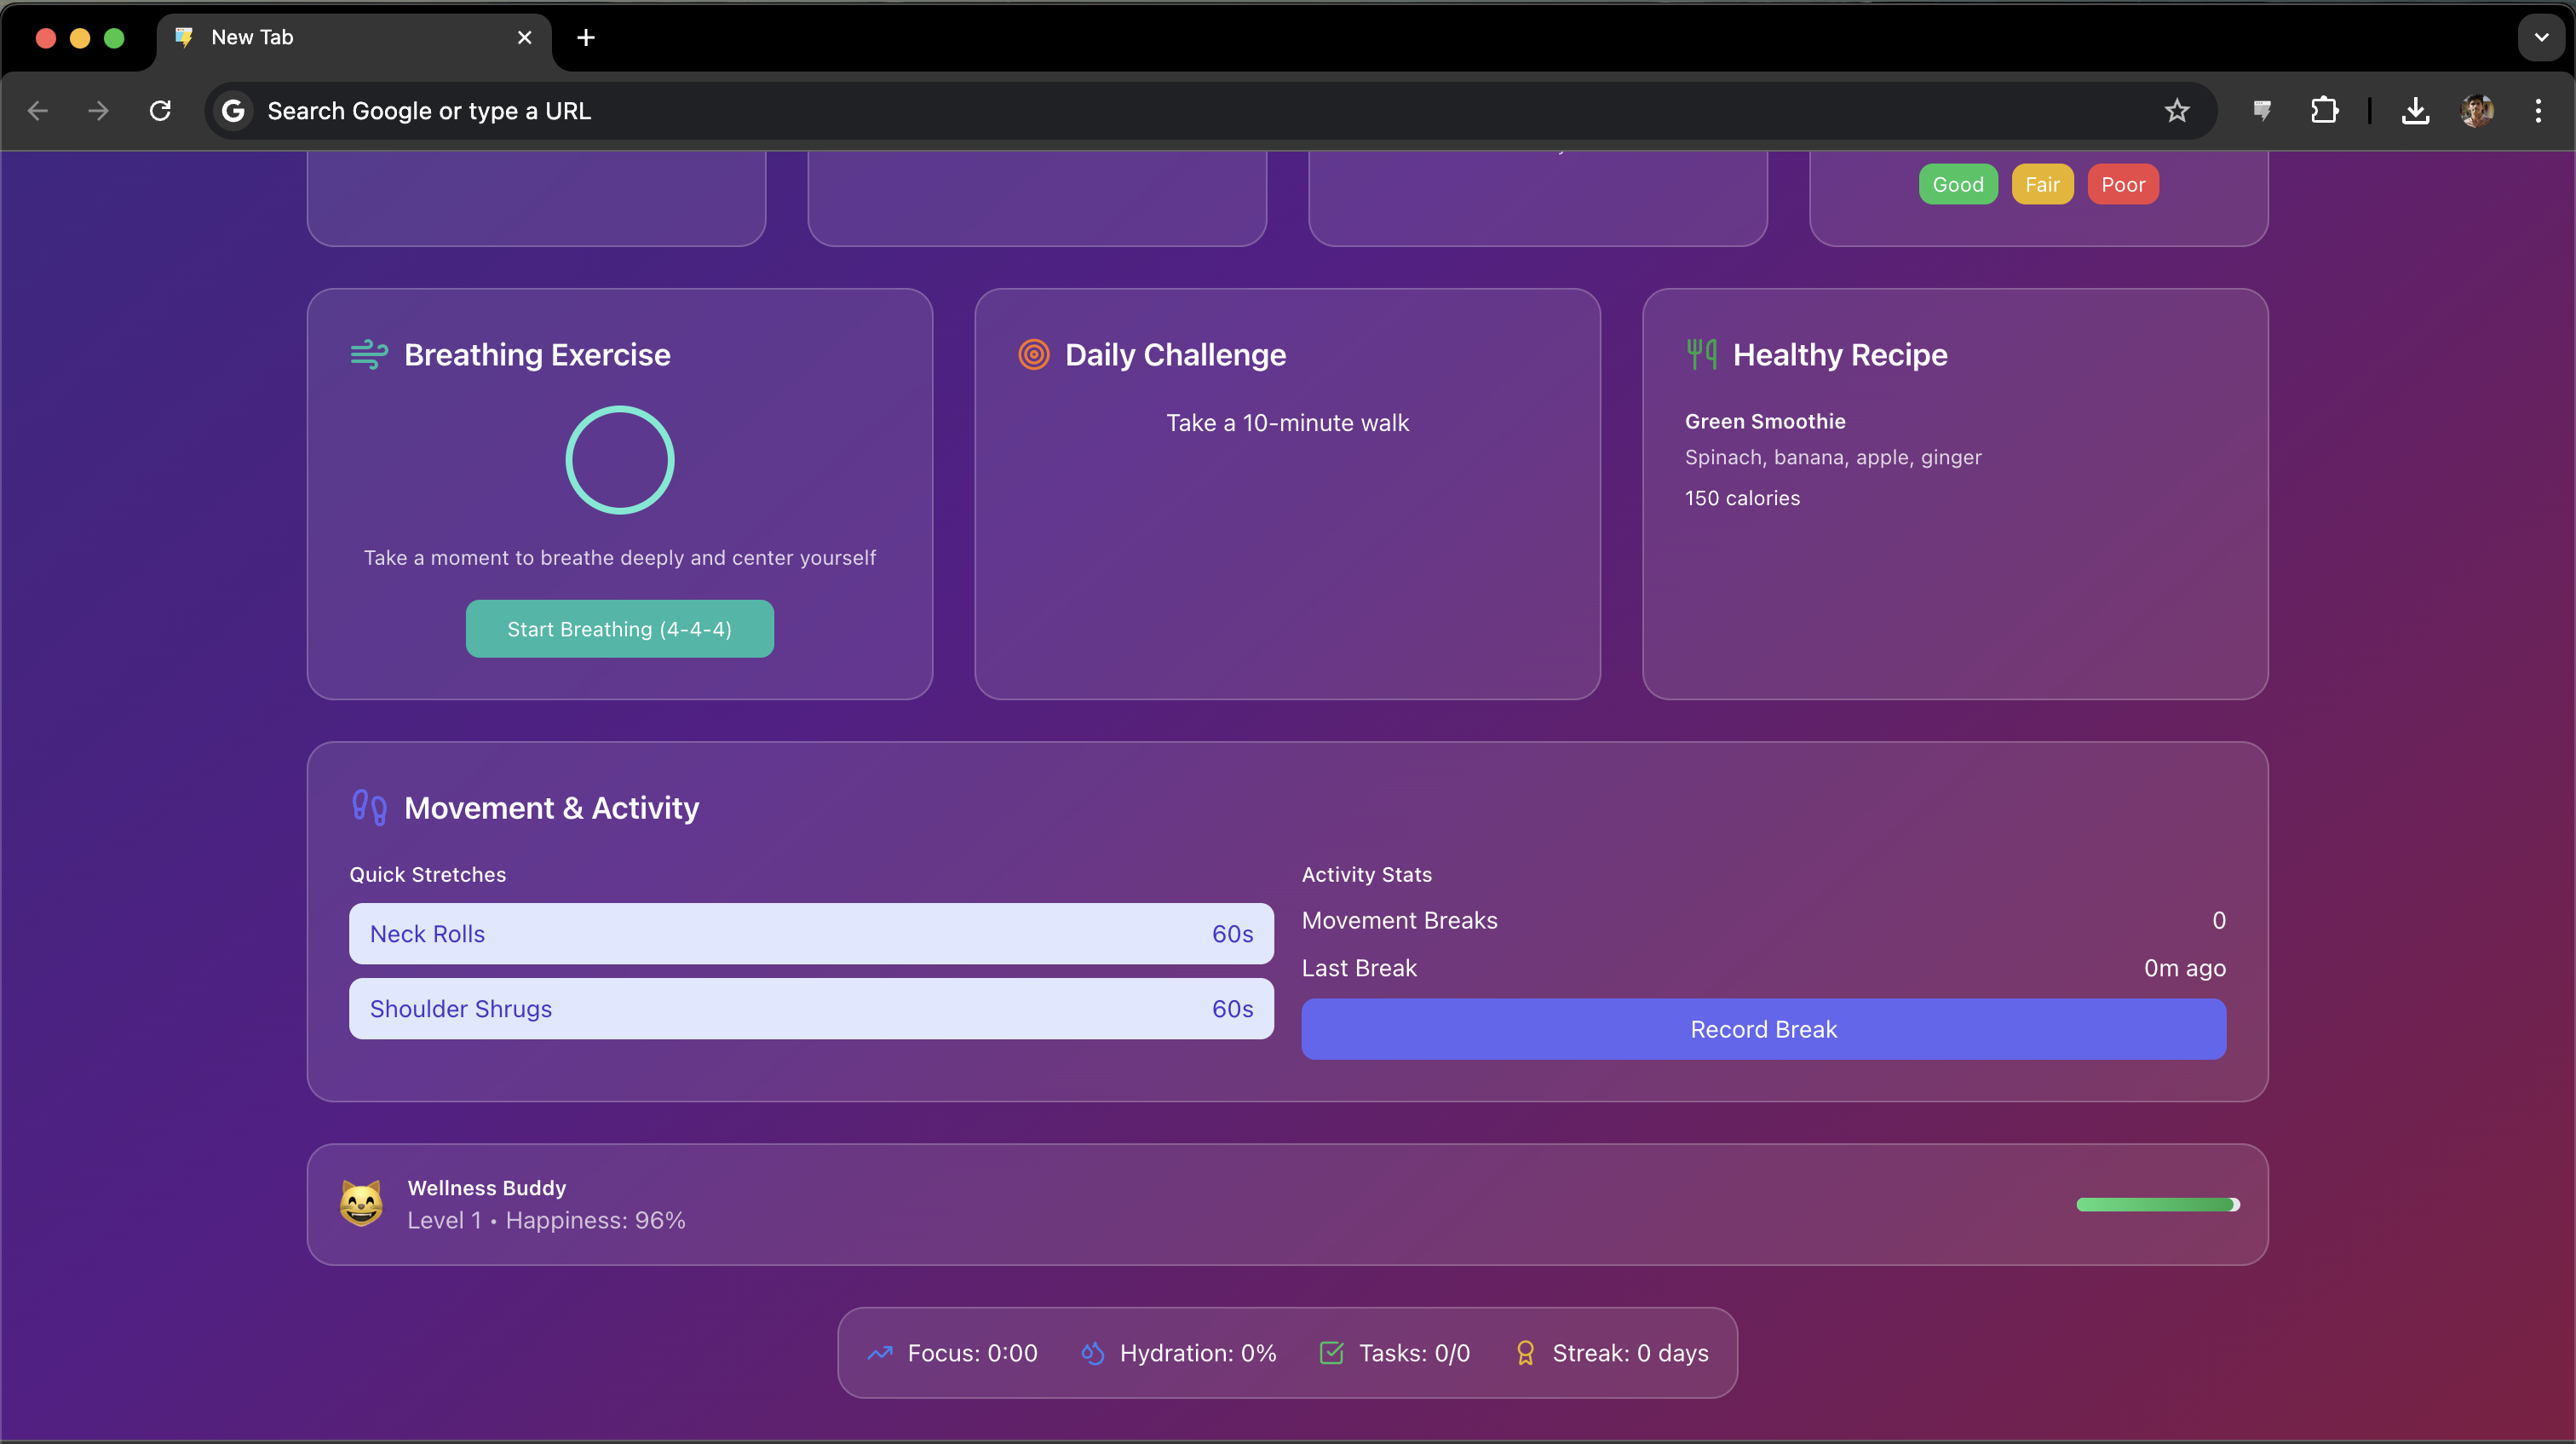 New Tab
Search Google or type a URL
Good Fair Poor
Breathing Exercise
Take a moment to breathe deeply and center yourself
Start Breathing (4-4-4)
Daily Challenge
Take a 10-minute walk
Healthy Recipe
Green Smoothie
Spinach, banana, apple, ginger
150 calories
Movement & Activity
Quick Stretches
Neck Rolls 60s
Shoulder Shrugs 60s
Activity Stats
Movement Breaks 0
Last Break 0m ago
Record Break
Wellness Buddy
Level 1 • Happiness: 96%
Focus: 0:00 Hydration: 0% Tasks: 0/0 Streak: 0 days